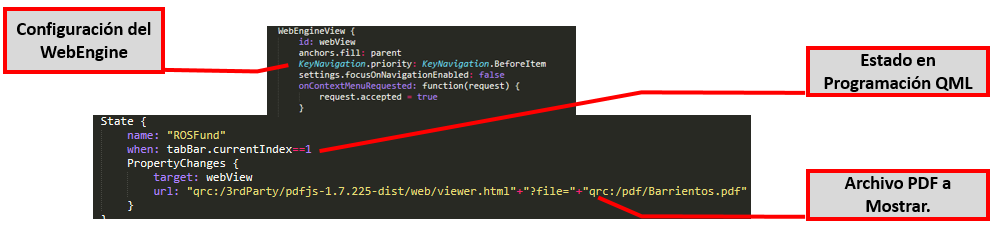 Configuración del
WebEngine
WebEngineView {
id: webView
anchors.fill: parent
KeyNavigation.priority: KeyNavigation.BeforeItem
settings.focusOnNavigationEnabled: false
onContextMenuRequested: function(request) {
request.accepted = true
}
Estado en
Programación QML
State {
name: "ROSFund"
when: tabBar.currentIndex==1
PropertyChanges {
target: webView
url: "qrc:/3rdParty/pdfjs-1.7.225-dist/web/viewer.html"+"?file="+"qrc:/pdf/Barrientos.pdf"
}
}
Archivo PDF a
Mostrar.